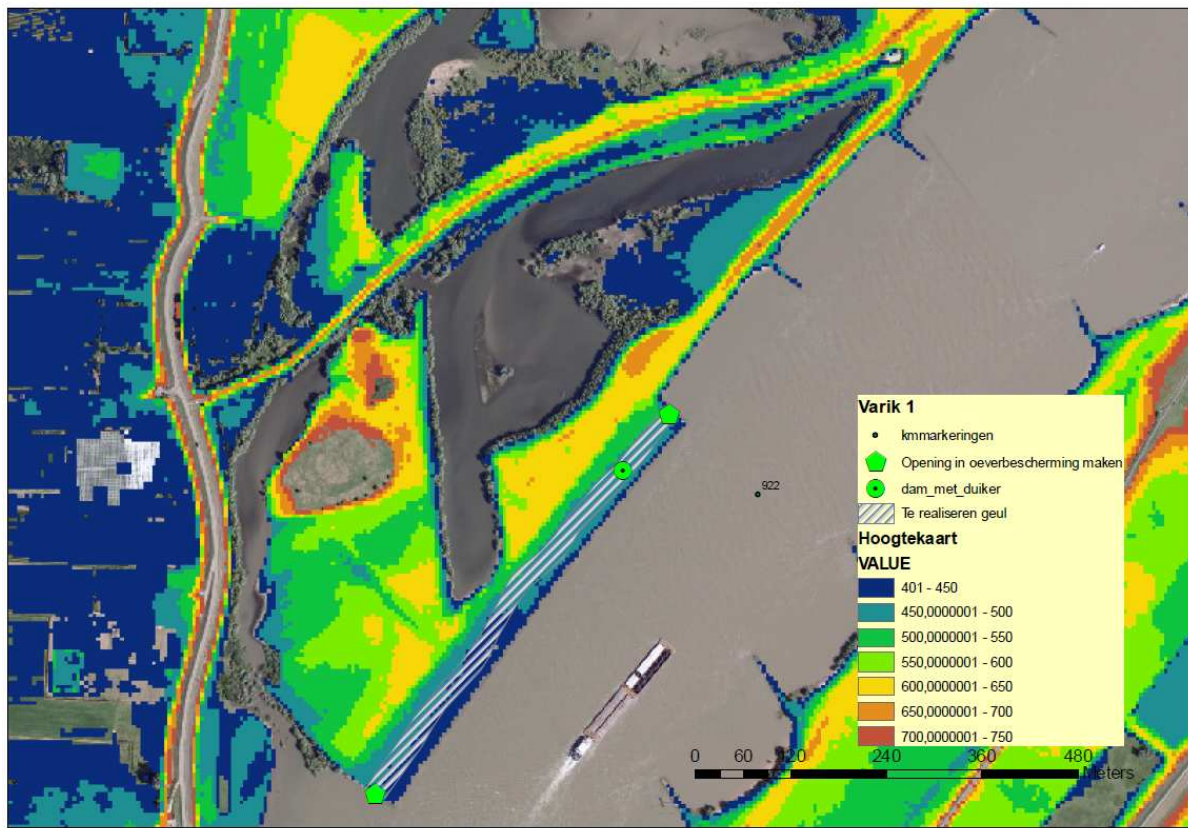 Varik 1
kmmarkeringen
Opening in oeverbescherming maken
dam_met_duiker
Te realiseren geul
Hoogtekaart
VALUE
401 - 450
450,0000001 - 500
500,0000001 - 550
550,0000001 - 600
600,0000001 - 650
650,0000001 - 700
700,0000001 - 750
922
0 60 120 240 360 480
Meters